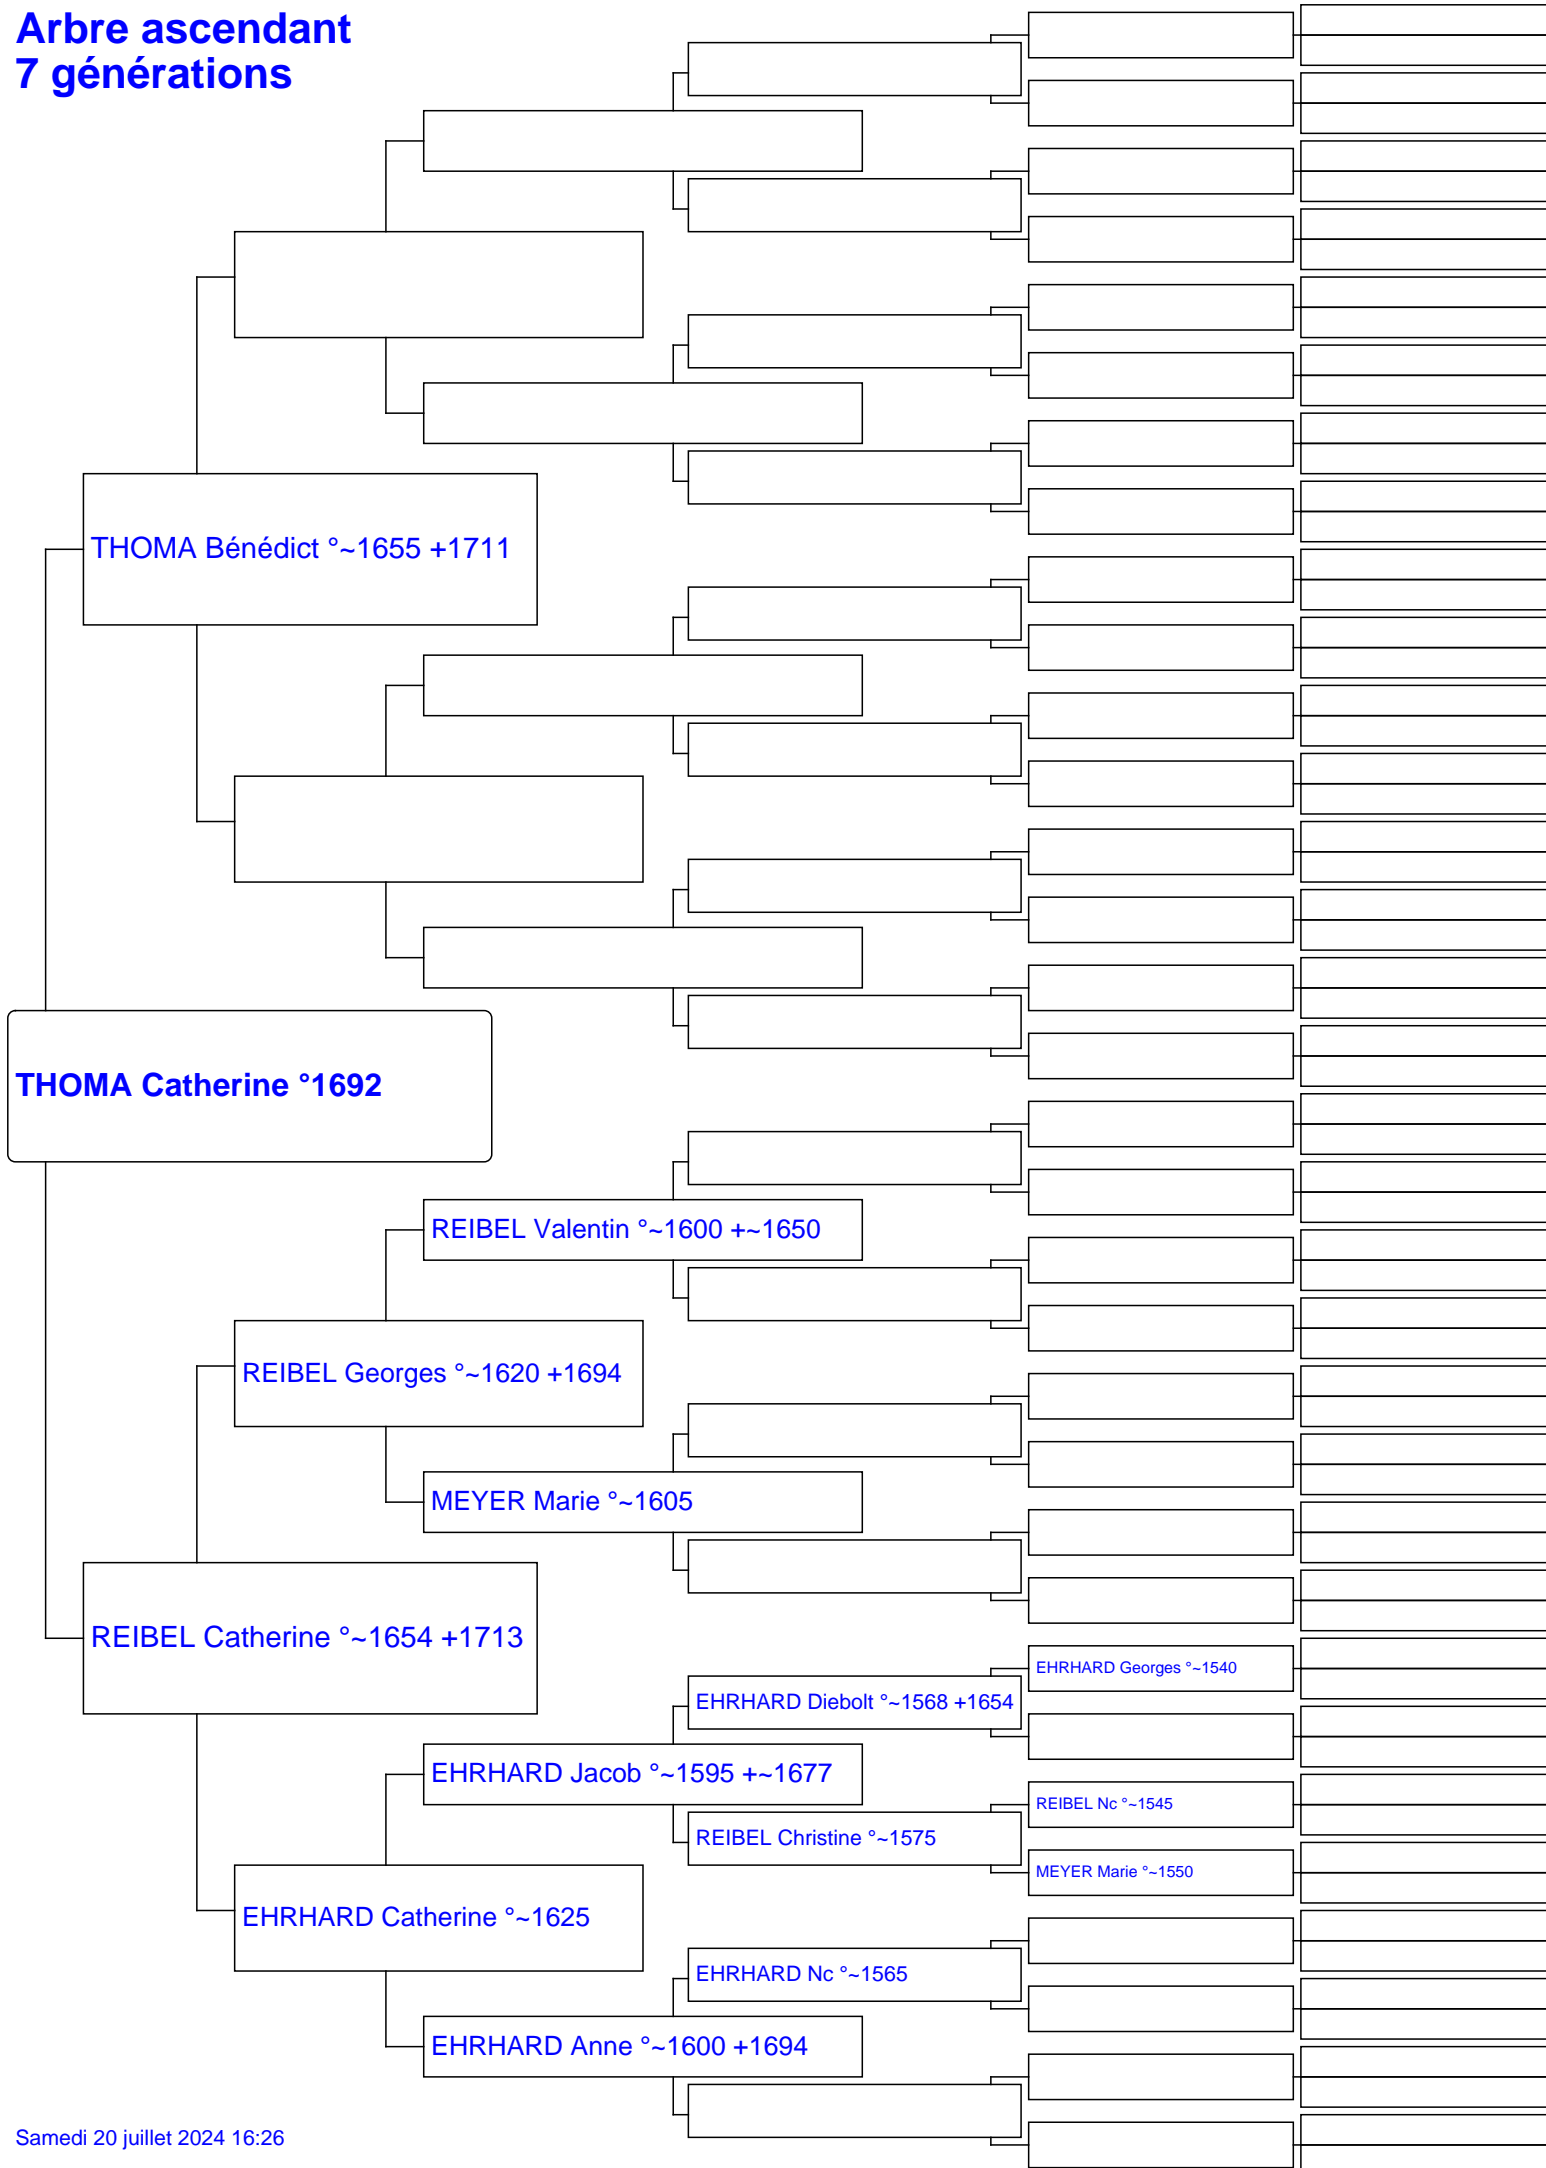 Arbre ascendant
7 générations
THOMA Bénédict °~1655 +1711
THOMA Catherine °1692
REIBEL Valentin °~1600 +~1650
REIBEL Georges °~1620 +1694
MEYER Marie °~1605
REIBEL Catherine °~1654 +1713
EHRHARD Georges °~1540
EHRHARD Diebolt °~1568 +1654
EHRHARD Jacob °~1595 +~1677
REIBEL Nc °~1545
REIBEL Christine °~1575
MEYER Marie °~1550
EHRHARD Catherine °~1625
EHRHARD Nc °~1565
EHRHARD Anne °~1600 +1694
Samedi 20 juillet 2024 16:26